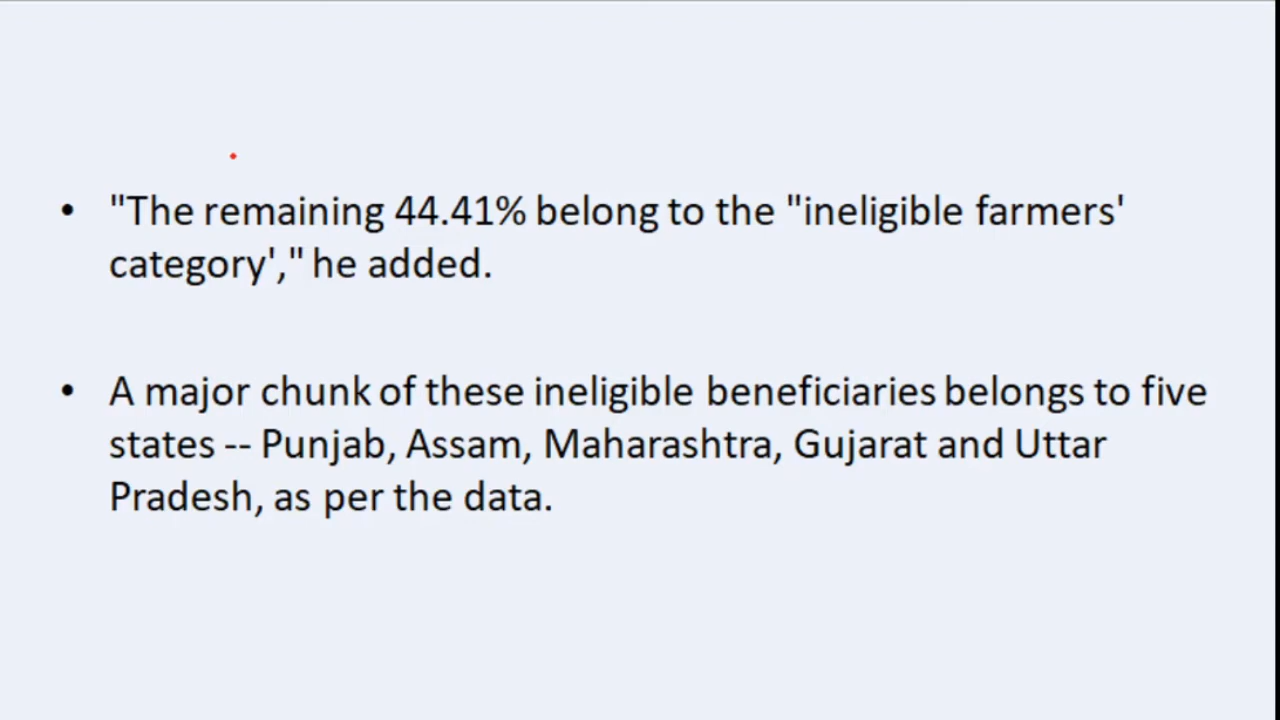 • "The remaining 44.41% belong to the "ineligible farmers'
category'," he added.
• A major chunk of these ineligible beneficiaries belongs to five
states -- Punjab, Assam, Maharashtra, Gujarat and Uttar
Pradesh, as per the data.